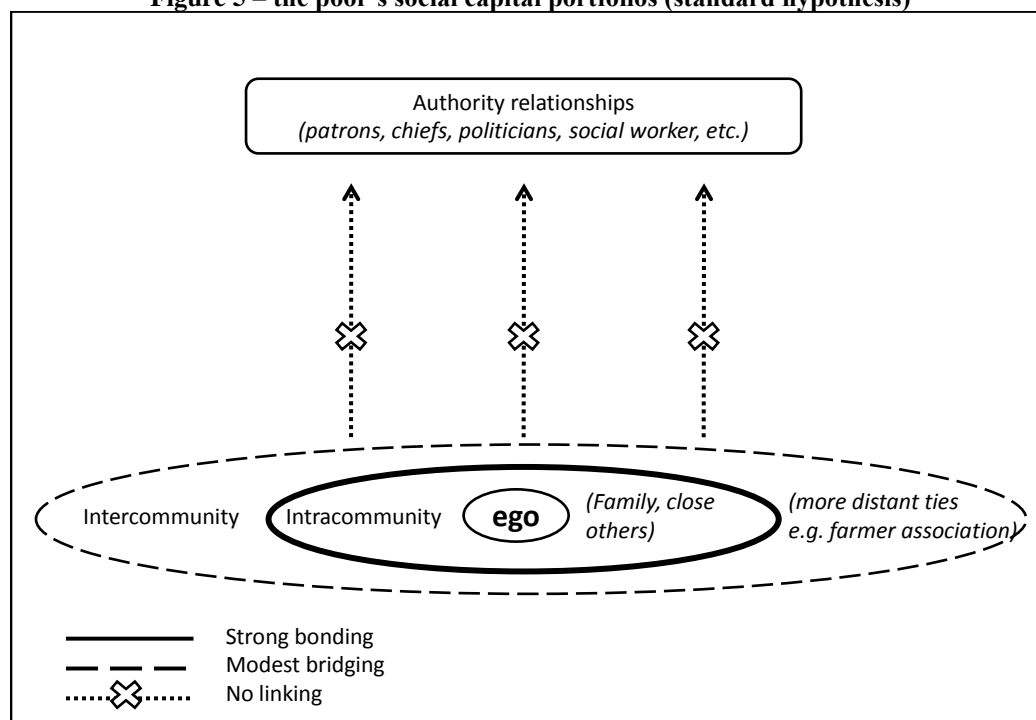 Figure 5 – the poor's social capital portfolios (standard hypothesis)
Authority relationships
(patrons, chiefs, politicians, social worker, etc.)
Intercommunity
Intracommunity
ego
(Family, close
others)
(more distant ties
e.g. farmer association)
Strong bonding
Modest bridging
No linking